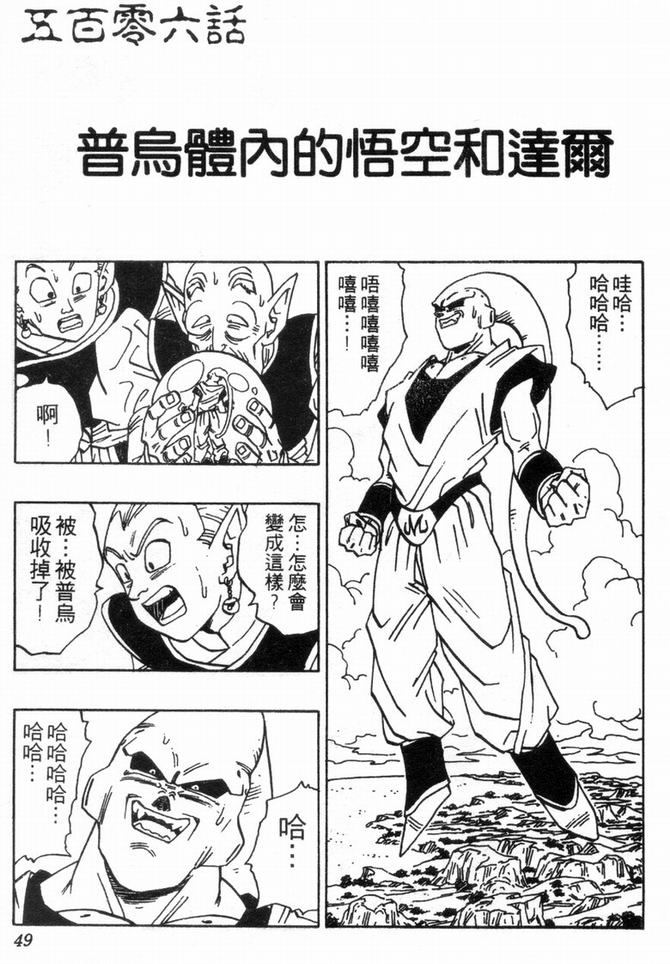 五百零六話
普烏體內的悟空和達爾
哇哈…
哈哈哈……
唔嘻嘻嘻嘻
嘻嘻…！
啊！
怎…怎麼會
變成這樣？
被…被普烏
吸收掉了！
哈…
哈哈哈哈…
哈哈…
49